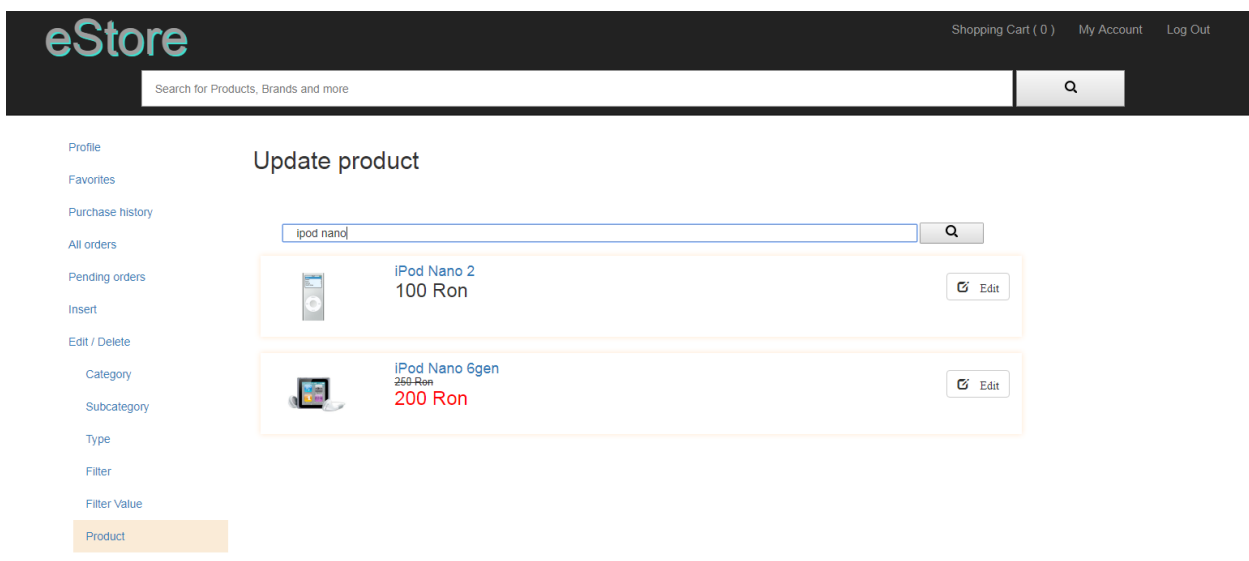 eStore
Shopping Cart ( 0 ) My Account Log Out
Search for Products, Brands and more
Profile
Favorites
Purchase history
All orders
Pending orders
Insert
Edit / Delete
Category
Subcategory
Type
Filter
Filter Value
Product
Update product
ipod nano
iPod Nano 2
100 Ron
Edit
iPod Nano 6gen
250 Ron
200 Ron
Edit